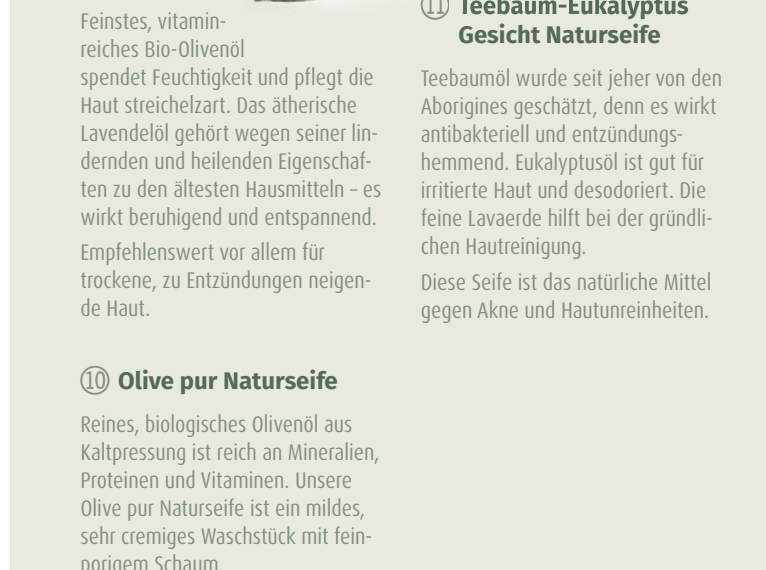 Feinstes, vitamin-
reiches Bio-Olivenöl
spendet Feuchtigkeit und pflegt die
Haut streichelzart. Das ätherische
Lavendelöl gehört wegen seiner lin-
dernden und heilenden Eigenschaf-
ten zu den ältesten Hausmitteln – es
wirkt beruhigend und entspannend.
Empfehlenswert vor allem für
trockene, zu Entzündungen neigen-
de Haut.
⑩ Olive pur Naturseife
Reines, biologisches Olivenöl aus
Kaltpressung ist reich an Mineralien,
Proteinen und Vitaminen. Unsere
Olive pur Naturseife ist ein mildes,
sehr cremiges Waschstück mit fein-
porigem Schaum.
⑪ Teebaum-Eukalyptus
Gesicht Naturseife
Teebaumöl wurde seit jeher von den
Aborigines geschätzt, denn es wirkt
antibakteriell und entzündungs-
hemmend. Eukalyptusöl ist gut für
irritierte Haut und desodoriert. Die
feine Lavaerde hilft bei der gründli-
chen Hautreinigung.
Diese Seife ist das natürliche Mittel
gegen Akne und Hautunreinheiten.